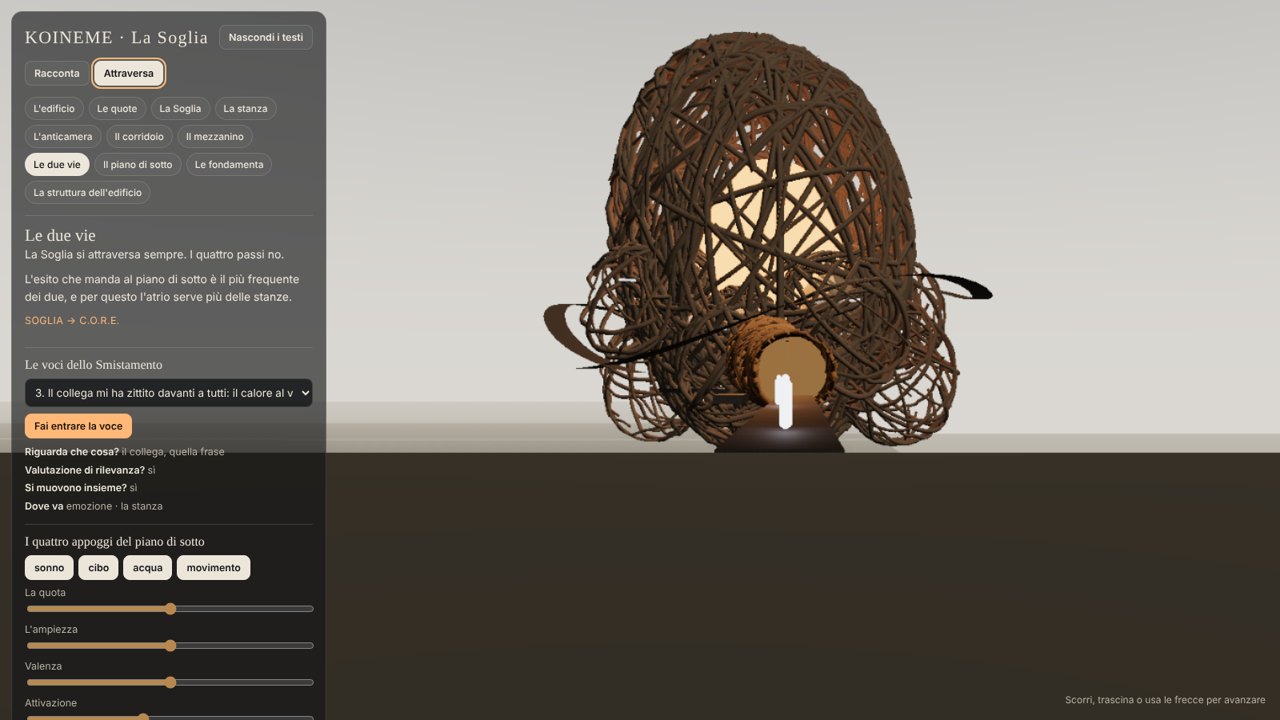 KOINEME · La Soglia
Nascondi i testi
Racconta
Attraversa
L'edificio
Le quote
La Soglia
La stanza
L'anticamera
Il corridoio
Il mezzanino
Le due vie
Il piano di sotto
Le fondamenta
La struttura dell'edificio
Le due vie
La Soglia si attraversa sempre. I quattro passi no.
L'esito che manda al piano di sotto è il più frequente
dei due, e per questo l'atrio serve più delle stanze.
SOGLIA → C.O.R.E.
Le voci dello Smistamento
3. Il collega mi ha zittito davanti a tutti: il calore al v
Fai entrare la voce
Riguarda che cosa? il collega, quella frase
Valutazione di rilevanza? sì
Si muovono insieme? sì
Dove va emozione · la stanza
I quattro appoggi del piano di sotto
sonno
cibo
acqua
movimento
La quota
L'ampiezza
Valenza
Attivazione
Scorri, trascina o usa le frecce per avanzare